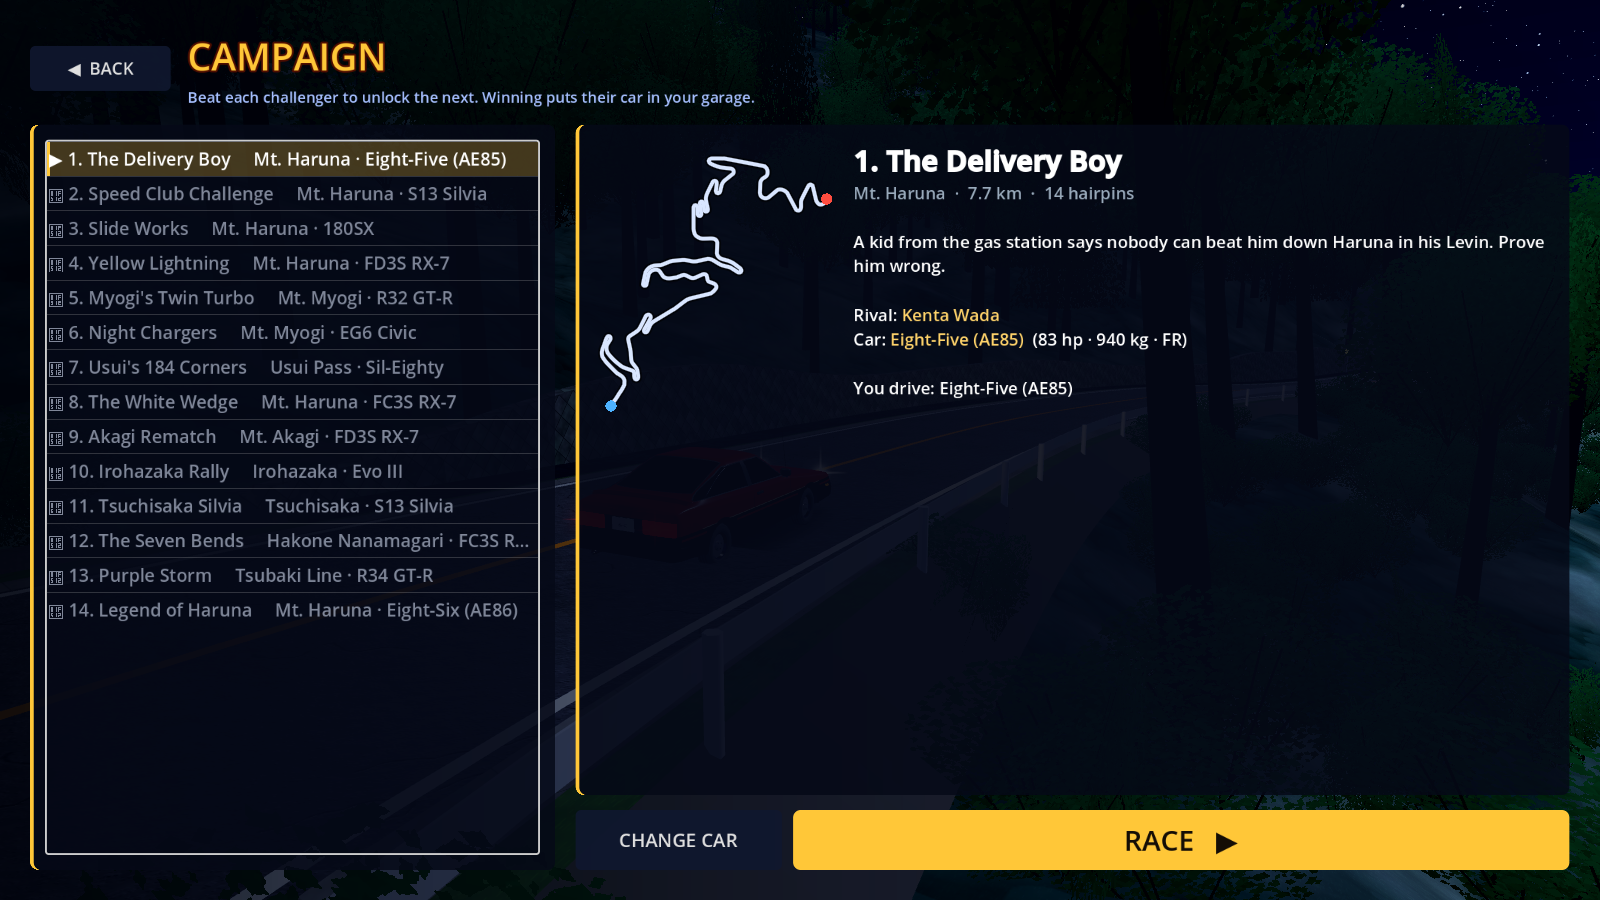 ◀ BACK
CAMPAIGN
Beat each challenger to unlock the next. Winning puts their car in your garage.
▶ 1. The Delivery Boy Mt. Haruna · Eight-Five (AE85)
2. Speed Club Challenge Mt. Haruna · S13 Silvia
3. Slide Works Mt. Haruna · 180SX
4. Yellow Lightning Mt. Haruna · FD3S RX-7
5. Myogi's Twin Turbo Mt. Myogi · R32 GT-R
6. Night Chargers Mt. Myogi · EG6 Civic
7. Usui's 184 Corners Usui Pass · Sil-Eighty
8. The White Wedge Mt. Haruna · FC3S RX-7
9. Akagi Rematch Mt. Akagi · FD3S RX-7
10. Irohazaka Rally Irohazaka · Evo III
11. Tsuchisaka Silvia Tsuchisaka · S13 Silvia
12. The Seven Bends Hakone Nanamagari · FC3S R...
13. Purple Storm Tsubaki Line · R34 GT-R
14. Legend of Haruna Mt. Haruna · Eight-Six (AE86)
1. The Delivery Boy
Mt. Haruna · 7.7 km · 14 hairpins
A kid from the gas station says nobody can beat him down Haruna in his Levin. Prove
him wrong.
Rival: Kenta Wada
Car: Eight-Five (AE85) (83 hp · 940 kg · FR)
You drive: Eight-Five (AE85)
CHANGE CAR
RACE ▶